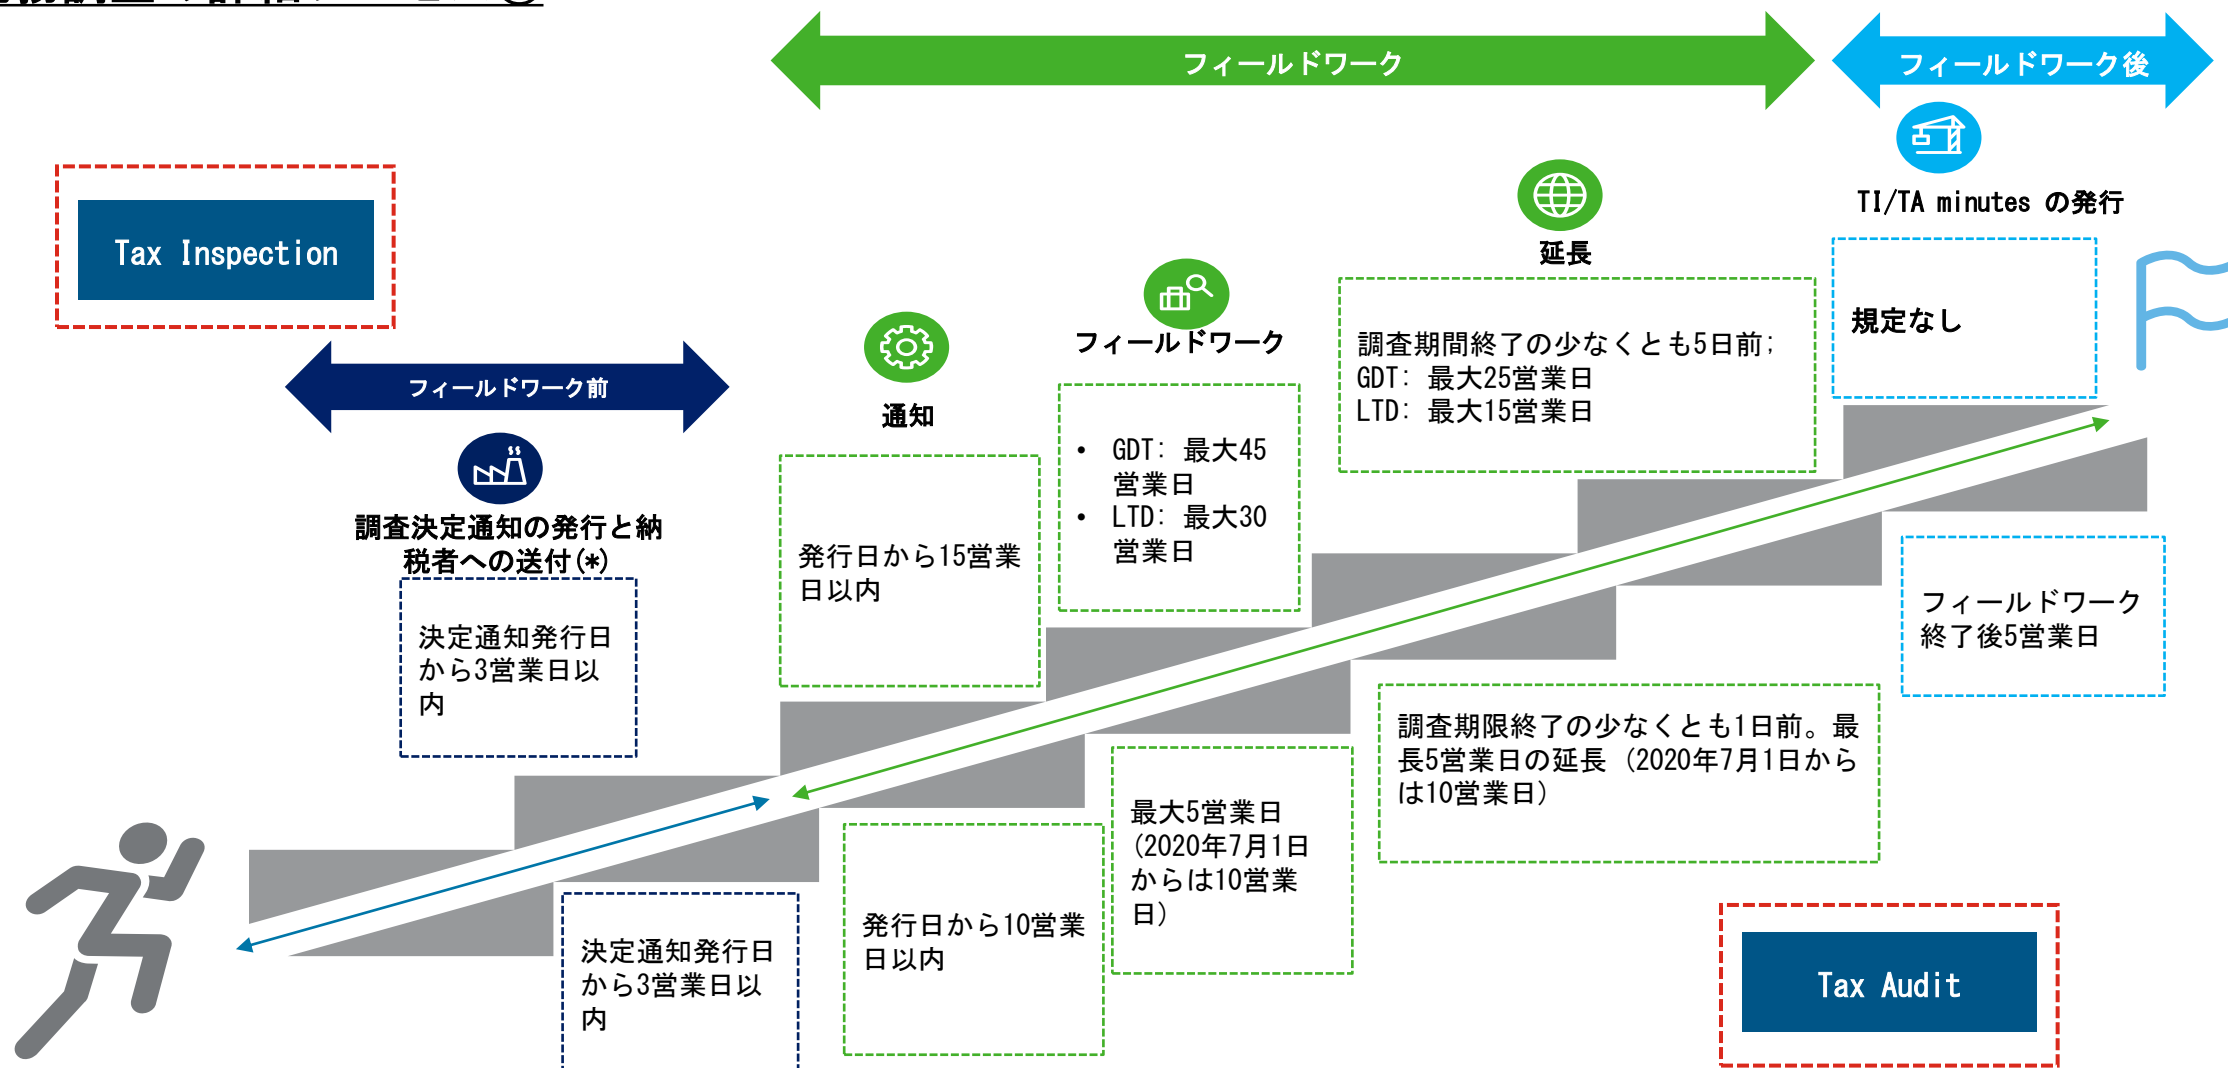 フィールドワーク
フィールドワーク後
TI/TA minutes の発行
規定なし
延長
調査期間終了の少なくとも5日前;
GDT: 最大25営業日
LTD: 最大15営業日
フィールドワーク
• GDT: 最大45
営業日
• LTD: 最大30
営業日
通知
発行日から15営業
日以内
Tax Inspection
フィールドワーク前
調査決定通知の発行と納
税者への送付(*)
決定通知発行日
から3営業日以
内
決定通知発行日
から3営業日以
内
発行日から10営業
日以内
最大5営業日
(2020年7月1日
からは10営業
日)
調査期限終了の少なくとも1日前。最
長5営業日の延長 (2020年7月1日から
は10営業日)
フィールドワーク
終了後5営業日
Tax Audit